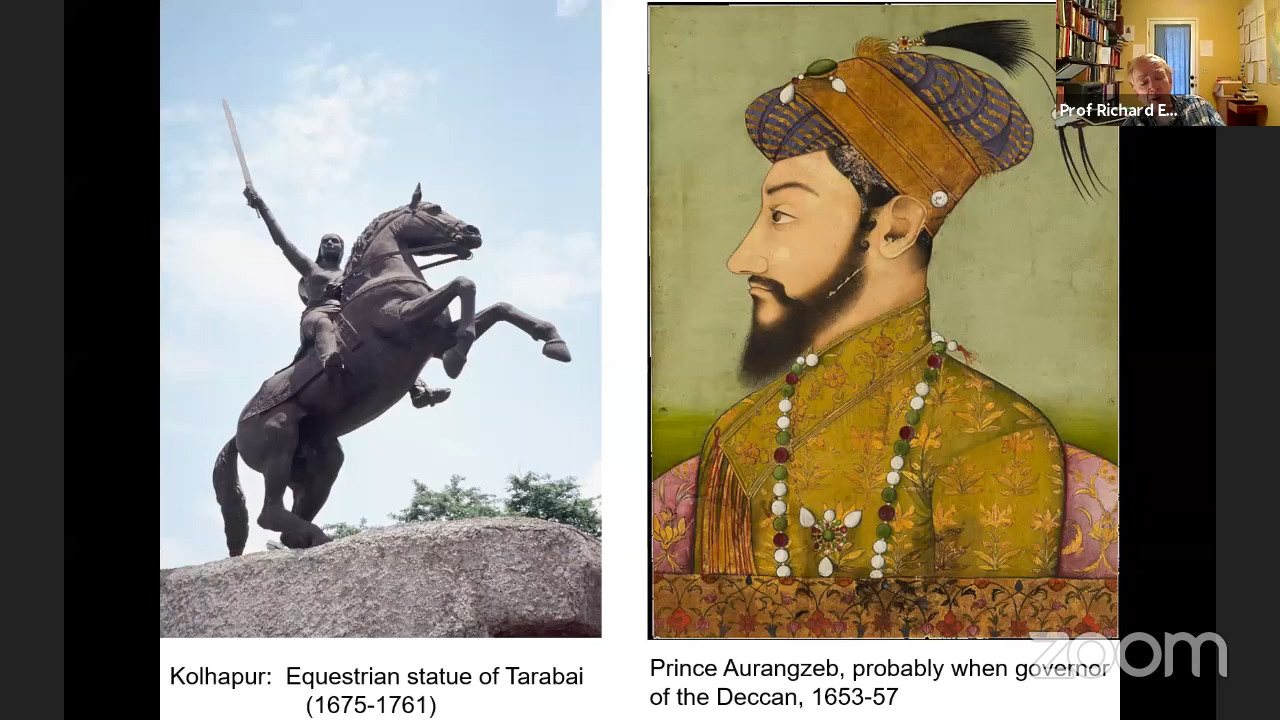 Prof Richard E...
Kolhapur: Equestrian statue of Tarabai
(1675-1761)
Prince Aurangzeb, probably when governor
of the Deccan, 1653-57
zoom